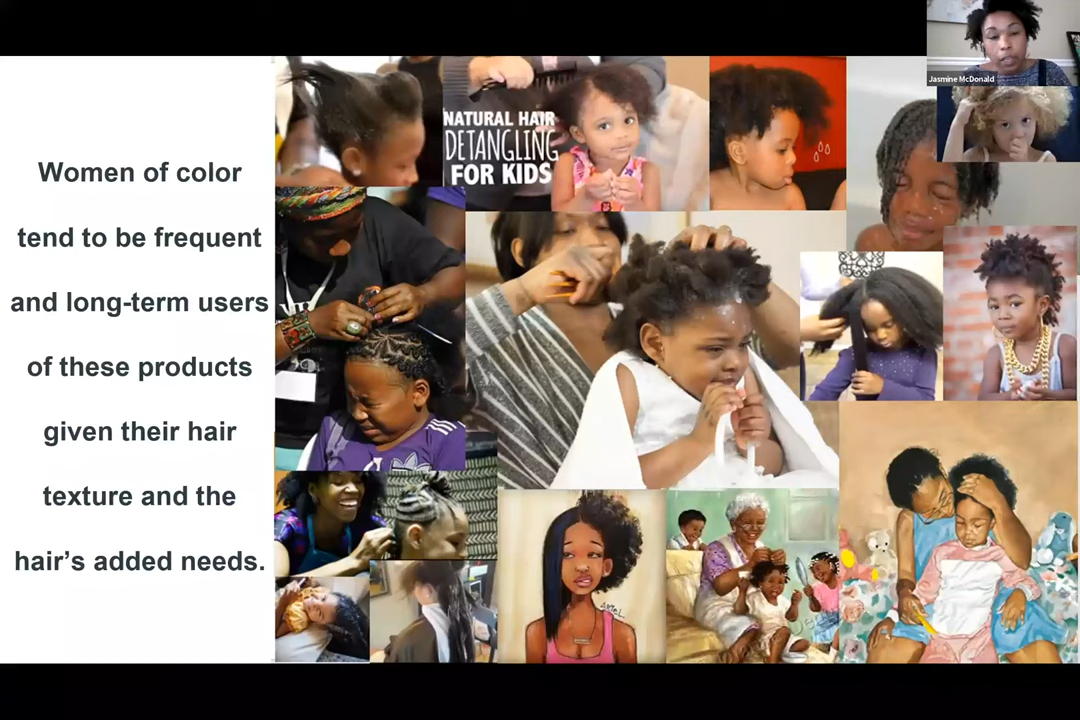 Women of color
tend to be frequent
and long-term users
of these products
given their hair
texture and the
hair's added needs.
NATURAL HAIR
DETANGLING
FOR KIDS
Jasmine McDonald